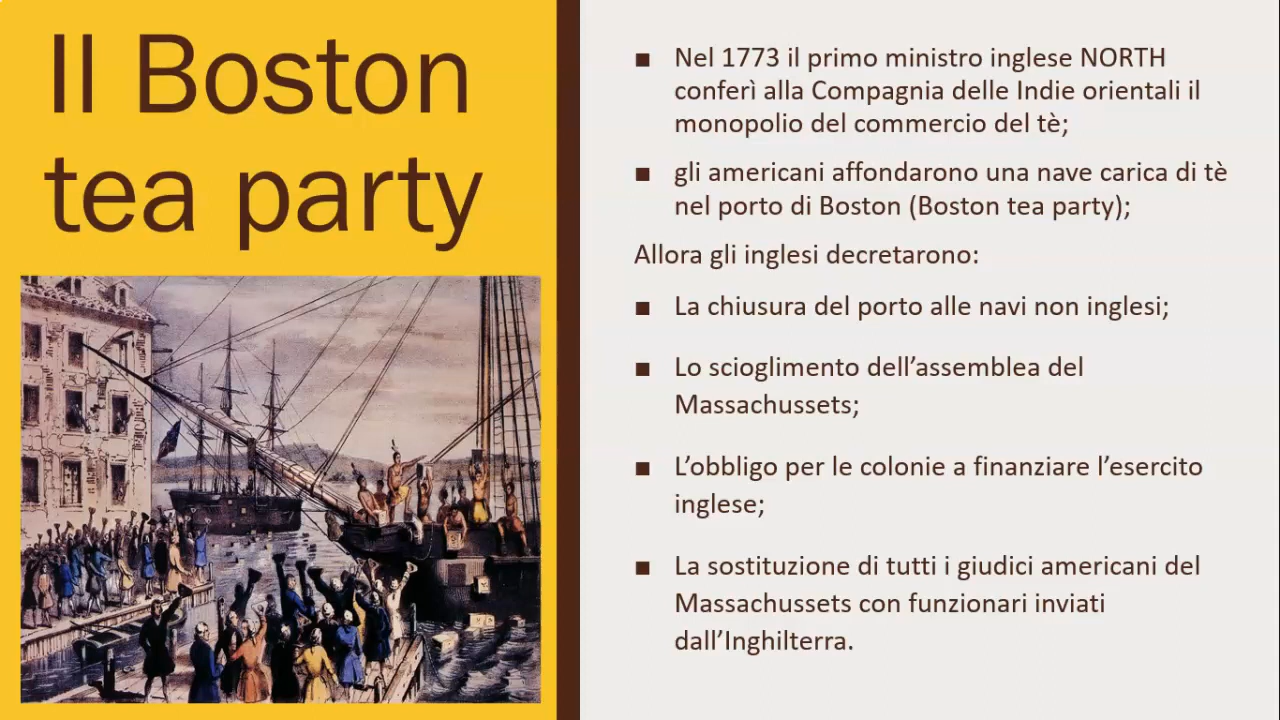 Il Boston
tea party
■ Nel 1773 il primo ministro inglese NORTH
conferì alla Compagnia delle Indie orientali il
monopolio del commercio del tè;
■ gli americani affondarono una nave carica di tè
nel porto di Boston (Boston tea party);
Allora gli inglesi decretarono:
■ La chiusura del porto alle navi non inglesi;
■ Lo scioglimento dell’assemblea del
Massachussets;
■ L’obbligo per le colonie a finanziare l’esercito
inglese;
■ La sostituzione di tutti i giudici americani del
Massachussets con funzionari inviati
dall’Inghilterra.